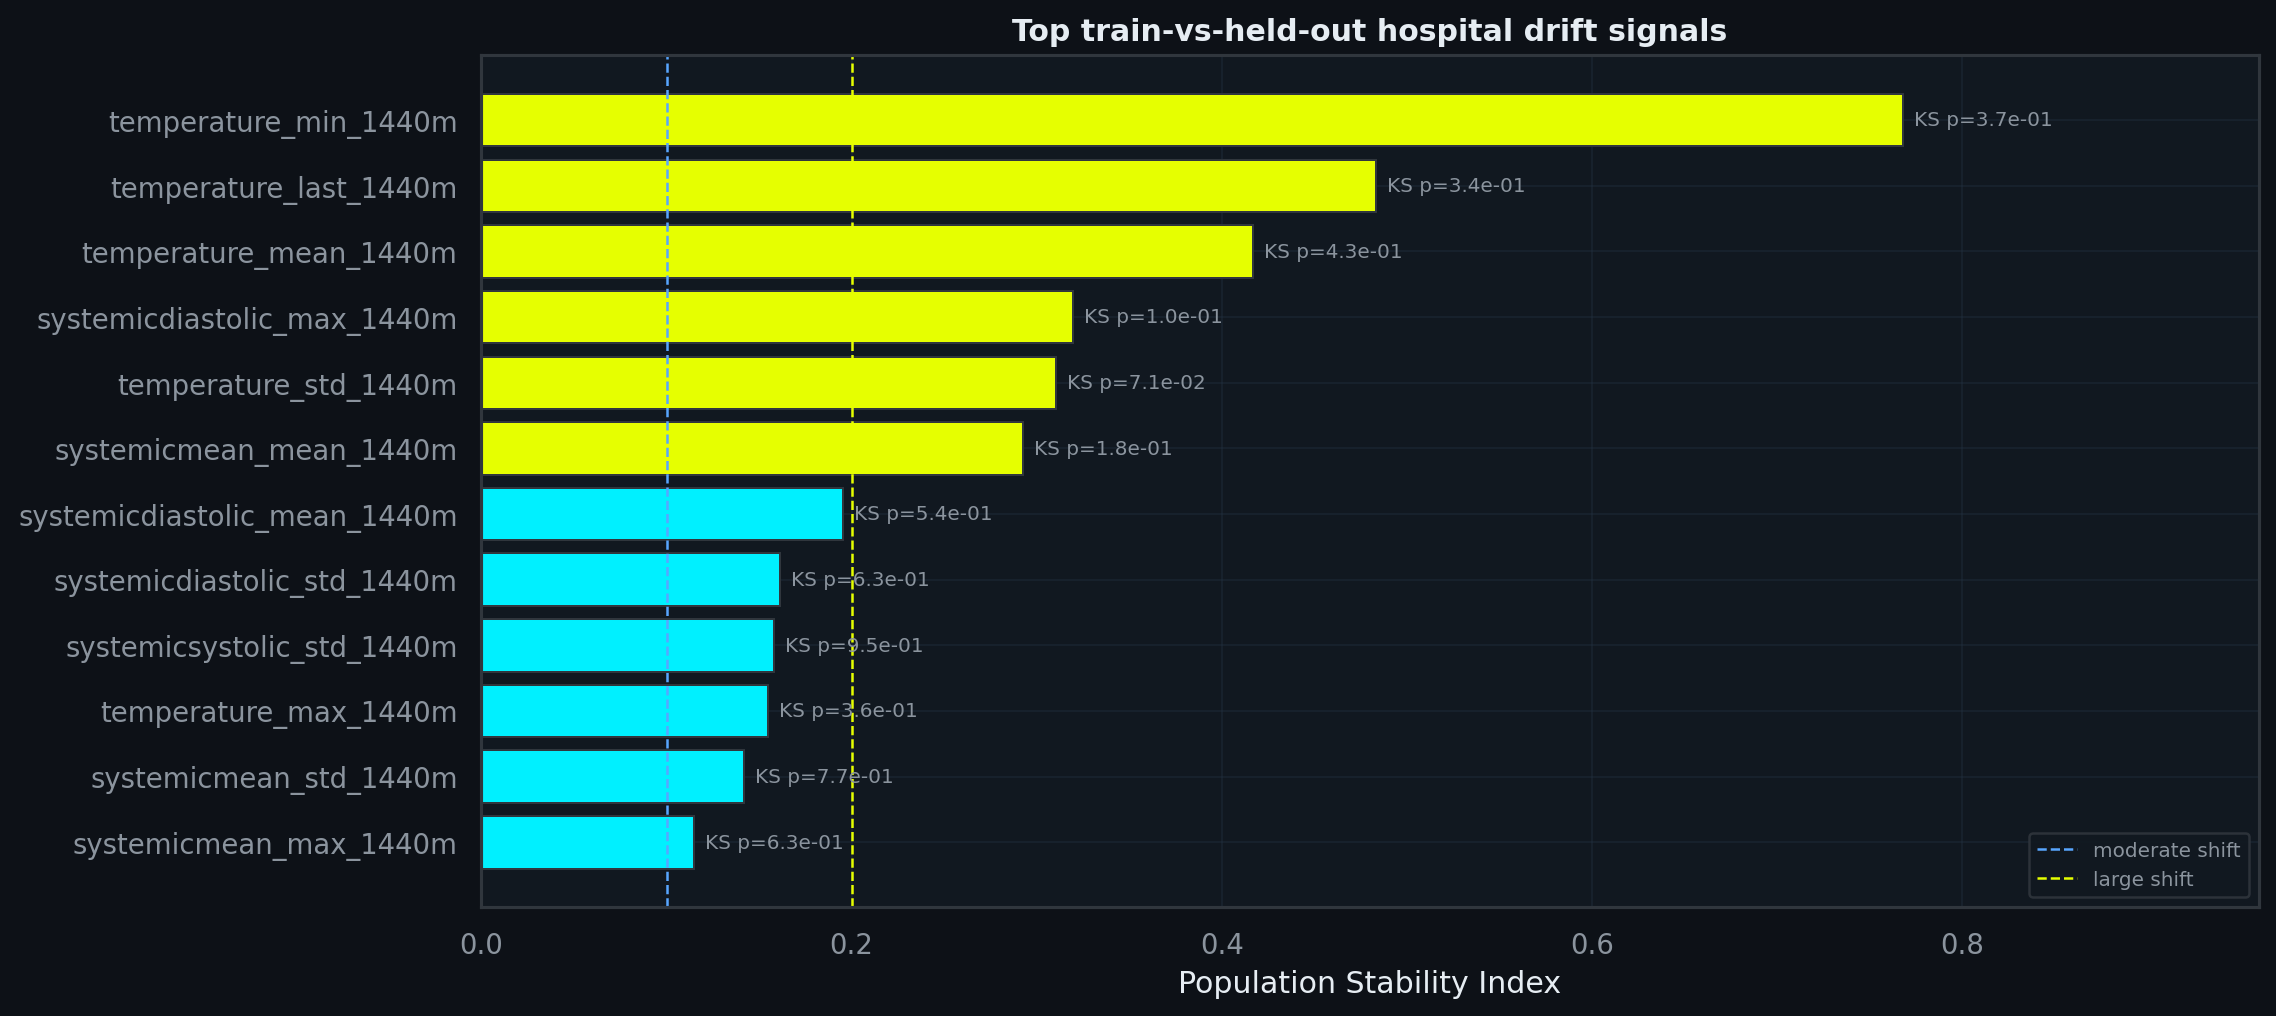 Top train-vs-held-out hospital drift signals
temperature_min_1440m
KS p=3.7e-01
temperature_last_1440m
KS p=3.4e-01
temperature_mean_1440m
KS p=4.3e-01
systemicdiastolic_max_1440m
KS p=1.0e-01
temperature_std_1440m
KS p=7.1e-02
systemicmean_mean_1440m
KS p=1.8e-01
systemicdiastolic_mean_1440m
KS p=5.4e-01
systemicdiastolic_std_1440m
KS p=6.3e-01
systemicsystolic_std_1440m
KS p=9.5e-01
temperature_max_1440m
KS p=3.6e-01
systemicmean_std_1440m
KS p=7.7e-01
systemicmean_max_1440m
KS p=6.3e-01
moderate shift
large shift
0.0 0.2 0.4 0.6 0.8
Population Stability Index